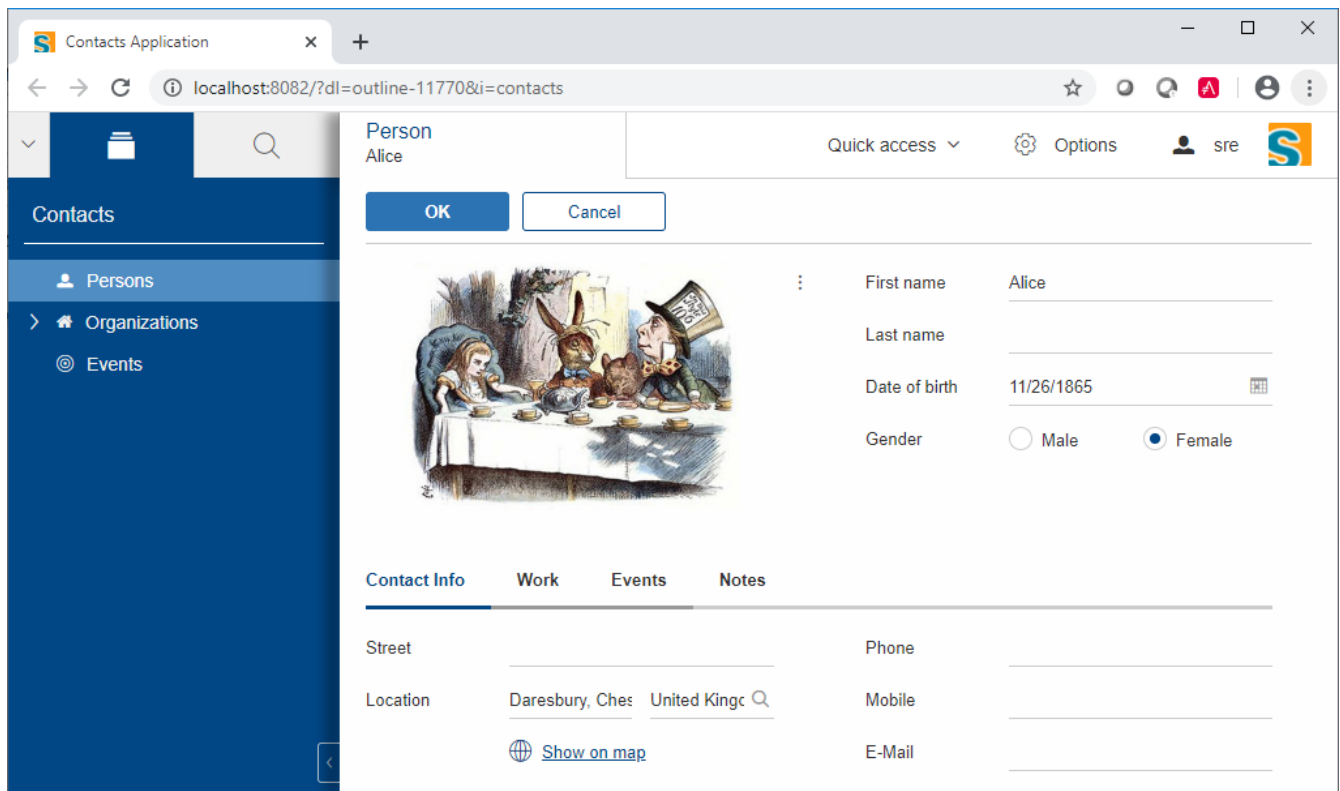 Contacts Application
localhost:8082/?dl=outline-11770&i=contacts
Person
Alice
Quick access
Options
sre
Contacts
OK
Cancel
Persons
Organizations
Events
First name Alice
Last name
Date of birth 11/26/1865
Gender Male Female
Contact Info Work Events Notes
Street
Phone
Location Daresbury, Ches United Kingd
Mobile
Show on map
E-Mail